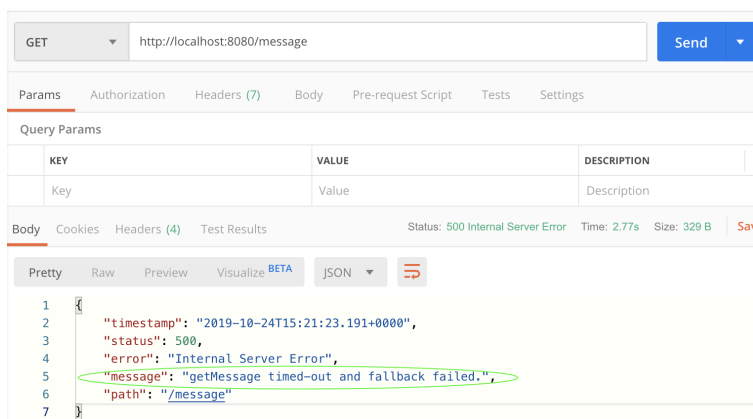 GET http://localhost:8080/message Send
Params Authorization Headers (7) Body Pre-request Script Tests Settings
Query Params
KEY VALUE DESCRIPTION
Key Value Description
Body Cookies Headers (4) Test Results Status: 500 Internal Server Error Time: 2.77s Size: 329 B Sav
Pretty Raw Preview Visualize BETA JSON
1 {
2 "timestamp": "2019-10-24T15:21:23.191+0000",
3 "status": 500,
4 "error": "Internal Server Error",
5 "message": "getMessage timed-out and fallback failed.",
6 "path": "/message"
7 }